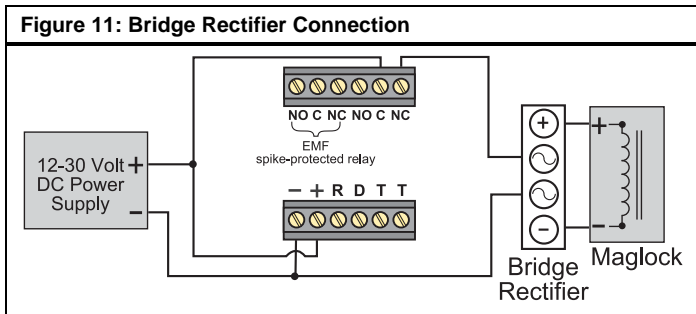 Figure 11: Bridge Rectifier Connection
NO C NC NO C NC
EMF
spike-protected relay
12-30 Volt +
DC Power
Supply −
− + R D T T
+
+
−
−
Bridge
Rectifier
Maglock